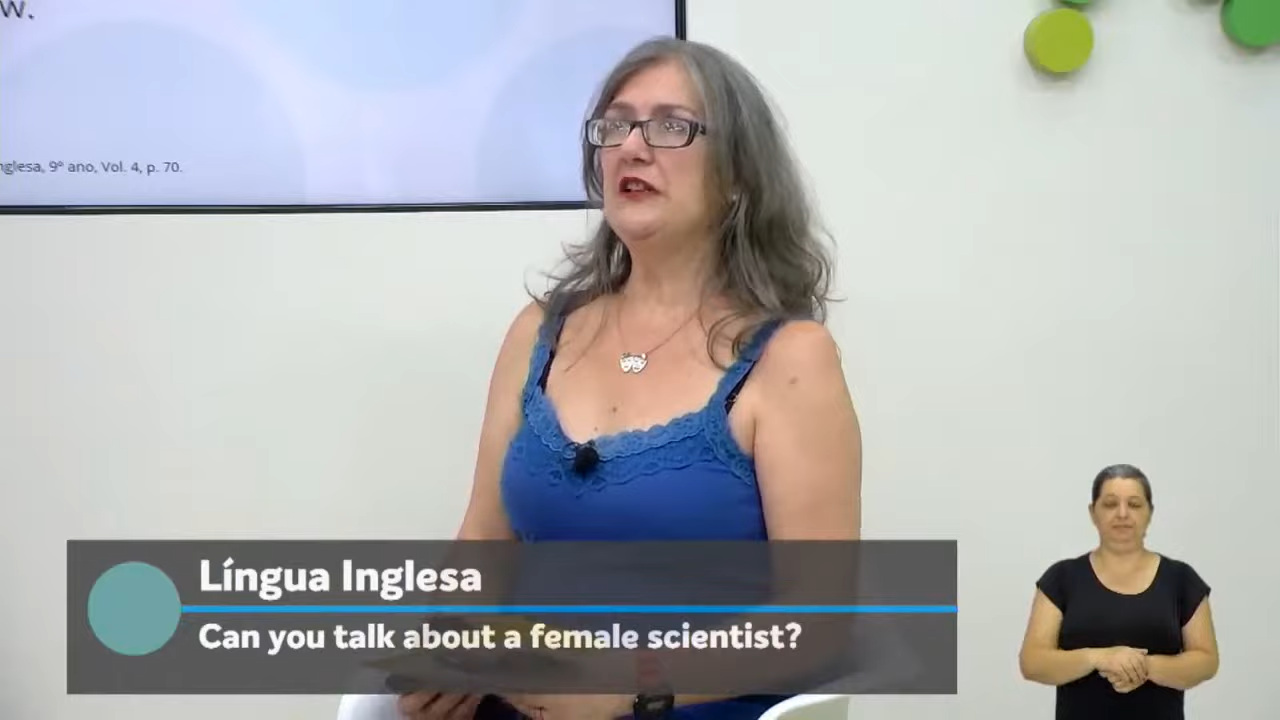 w.
nglesa, 9º ano, Vol. 4, p. 70.
Língua Inglesa
Can you talk about a female scientist?